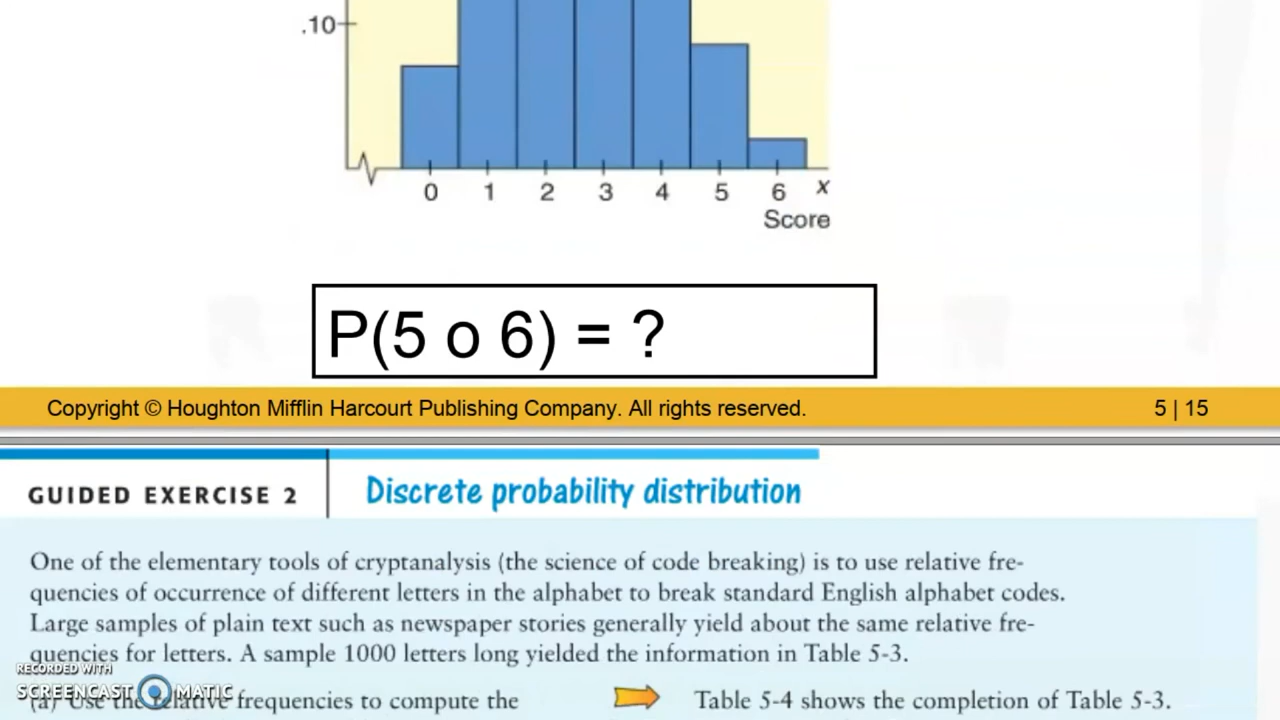 .10
0 1 2 3 4 5 6 x
Score
P(5 o 6) = ?
Copyright © Houghton Mifflin Harcourt Publishing Company. All rights reserved. 5 | 15
GUIDED EXERCISE 2 Discrete probability distribution
One of the elementary tools of cryptanalysis (the science of code breaking) is to use relative fre-
quencies of occurrence of different letters in the alphabet to break standard English alphabet codes.
Large samples of plain text such as newspaper stories generally yield about the same relative fre-
quencies for letters. A sample 1000 letters long yielded the information in Table 5-3.
RECORDED WITH
SCREENCAST MATIC
(a) Use the relative frequencies to compute the Table 5-4 shows the completion of Table 5-3.